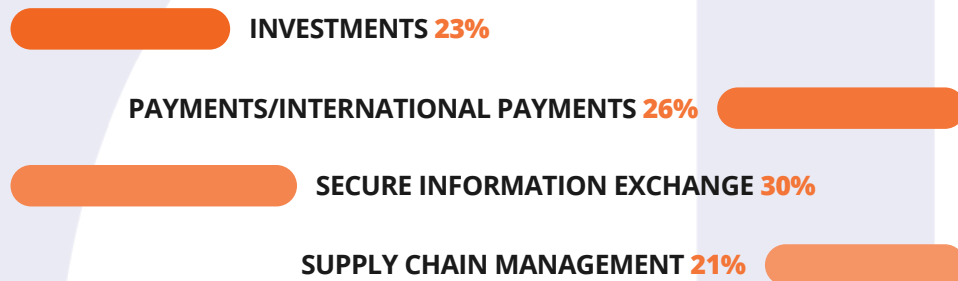 INVESTMENTS 23%
PAYMENTS/INTERNATIONAL PAYMENTS 26%
SECURE INFORMATION EXCHANGE 30%
SUPPLY CHAIN MANAGEMENT 21%